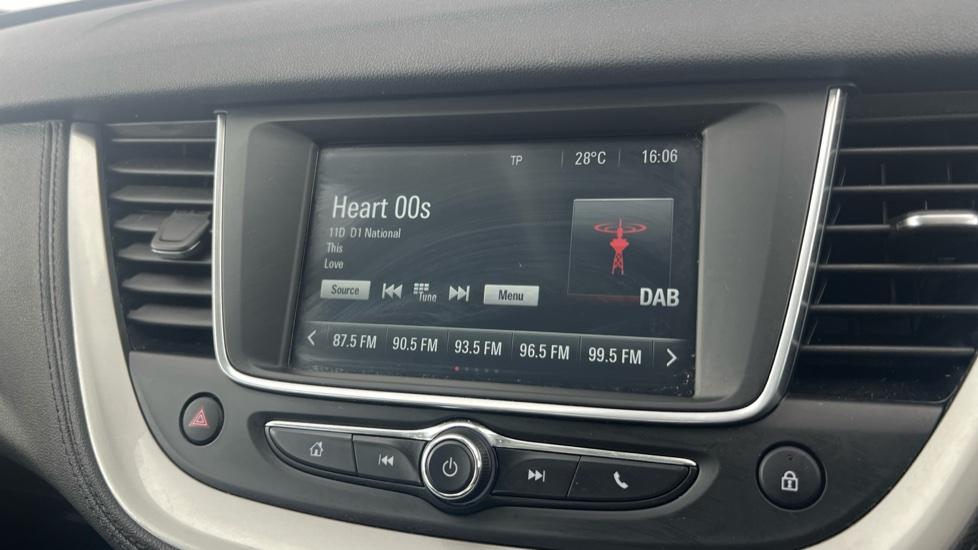 TP 28°C 16:06
Heart 00s
11D D1 National
This
Love
Source Tune Menu
DAB
87.5 FM 90.5 FM 93.5 FM 96.5 FM 99.5 FM